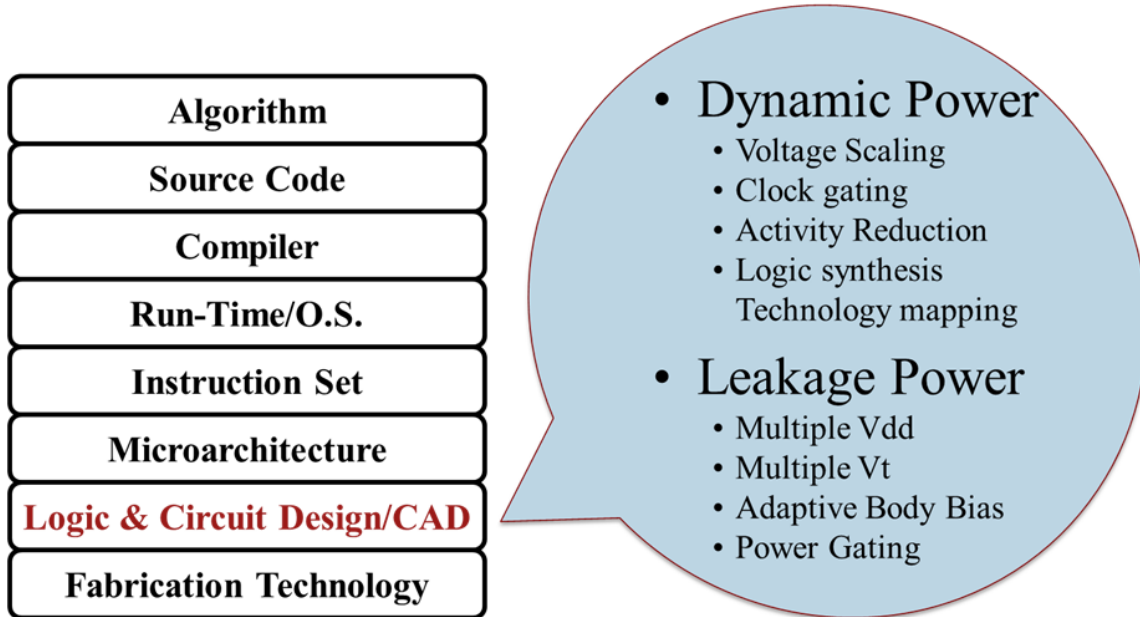 Algorithm
Source Code
Compiler
Run-Time/O.S.
Instruction Set
Microarchitecture
Logic & Circuit Design/CAD
Fabrication Technology
• Dynamic Power
• Voltage Scaling
• Clock gating
• Activity Reduction
• Logic synthesis
Technology mapping
• Leakage Power
• Multiple Vdd
• Multiple Vt
• Adaptive Body Bias
• Power Gating